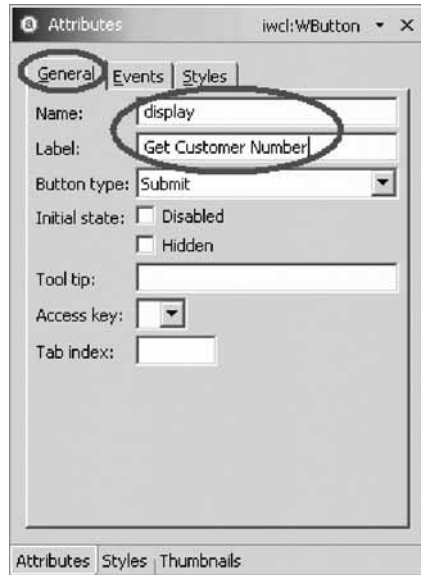 Attributes iwcl:WButton
General Events Styles
Name: display
Label: Get Customer Number
Button type: Submit
Initial state: Disabled
Hidden
Tool tip:
Access key:
Tab index:
Attributes Styles Thumbnails